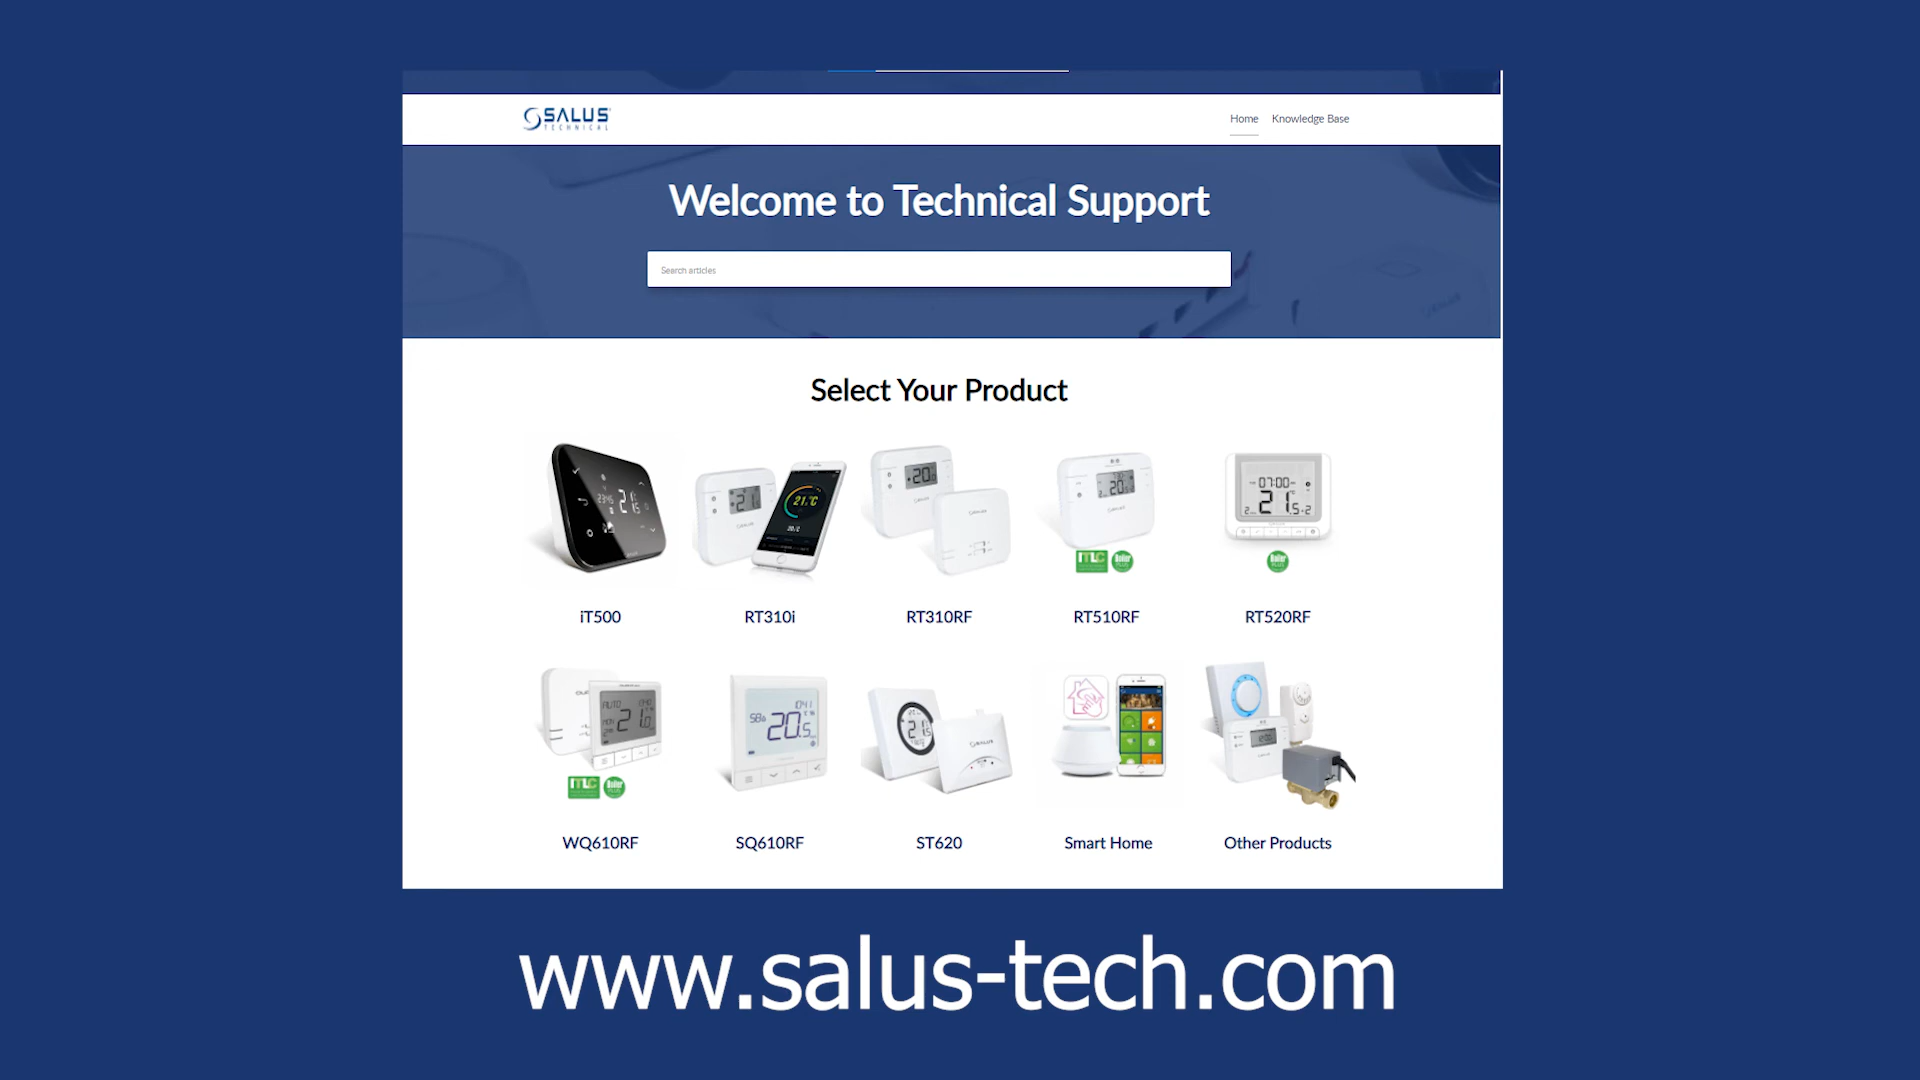 SALUS
TECHNICAL
Home Knowledge Base
Welcome to Technical Support
Search articles
Select Your Product
iT500 RT310i RT310RF RT510RF RT520RF
WQ610RF SQ610RF ST620 Smart Home Other Products
www.salus-tech.com